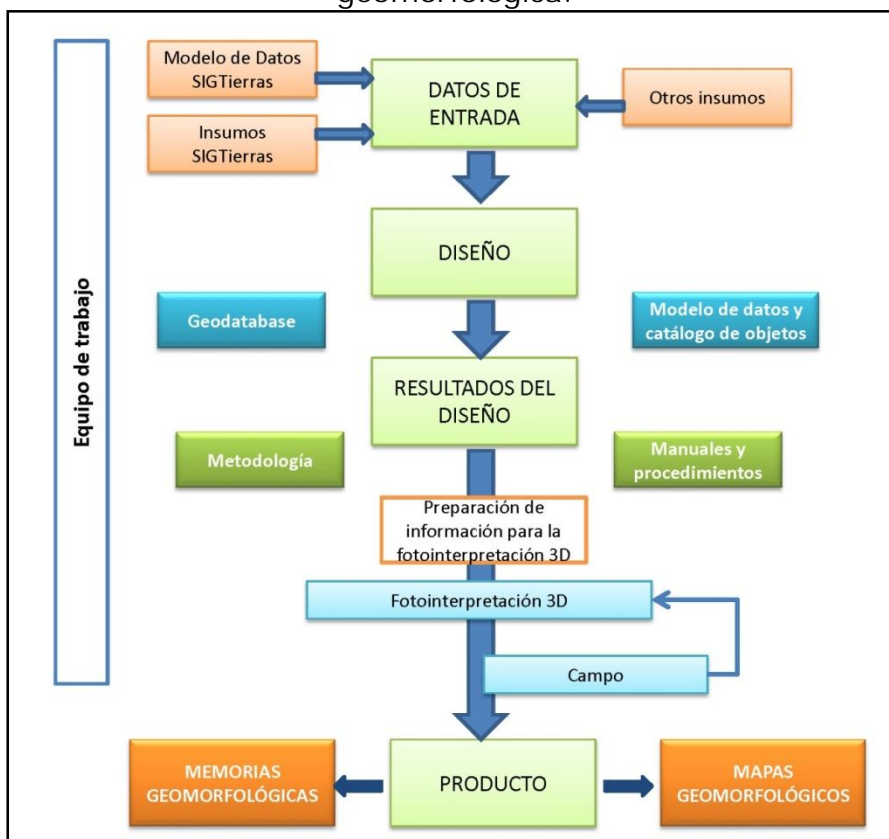 geomorfológica?
Modelo de Datos
SIGTierras
DATOS DE
ENTRADA
Otros insumos
Insumos
SIGTierras
DISEÑO
Equipo de trabajo
Geodatabase
Modelo de datos y
catálogo de objetos
RESULTADOS DEL
DISEÑO
Metodología
Manuales y
procedimientos
Preparación de
información para la
fotointerpretación 3D
Fotointerpretación 3D
Campo
MEMORIAS
GEOMORFOLÓGICAS
PRODUCTO
MAPAS
GEOMORFOLÓGICOS